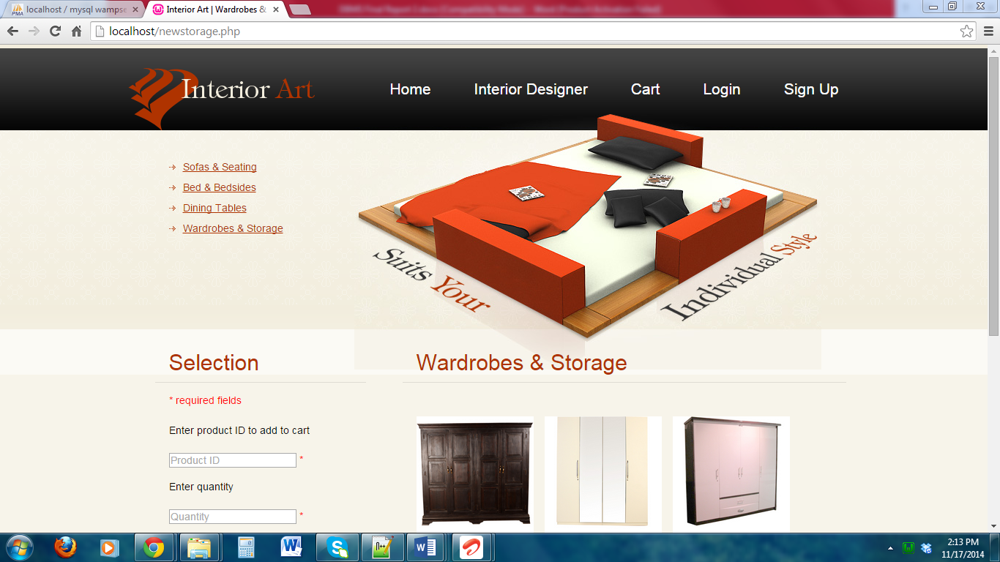 localhost / mysql wampse
Interior Art | Wardrobes &
localhost/newstorage.php
Interior Art
Home
Interior Designer
Cart
Login
Sign Up
Sofas & Seating
Bed & Bedsides
Dining Tables
Wardrobes & Storage
Suits Your
Individual Style
Selection
* required fields
Enter product ID to add to cart
Product ID *
Enter quantity
Quantity *
Wardrobes & Storage
2:13 PM
11/17/2014